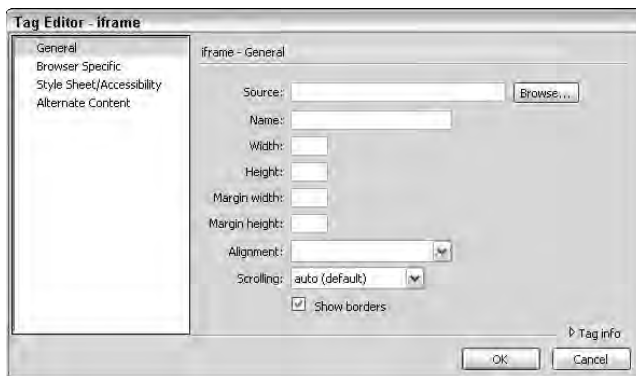 Tag Editor - iframe
General
Browser Specific
Style Sheet/Accessibility
Alternate Content
iframe - General
Source:
Browse...
Name:
Width:
Height:
Margin width:
Margin height:
Alignment:
Scrolling: auto (default)
Show borders
Tag info
OK Cancel